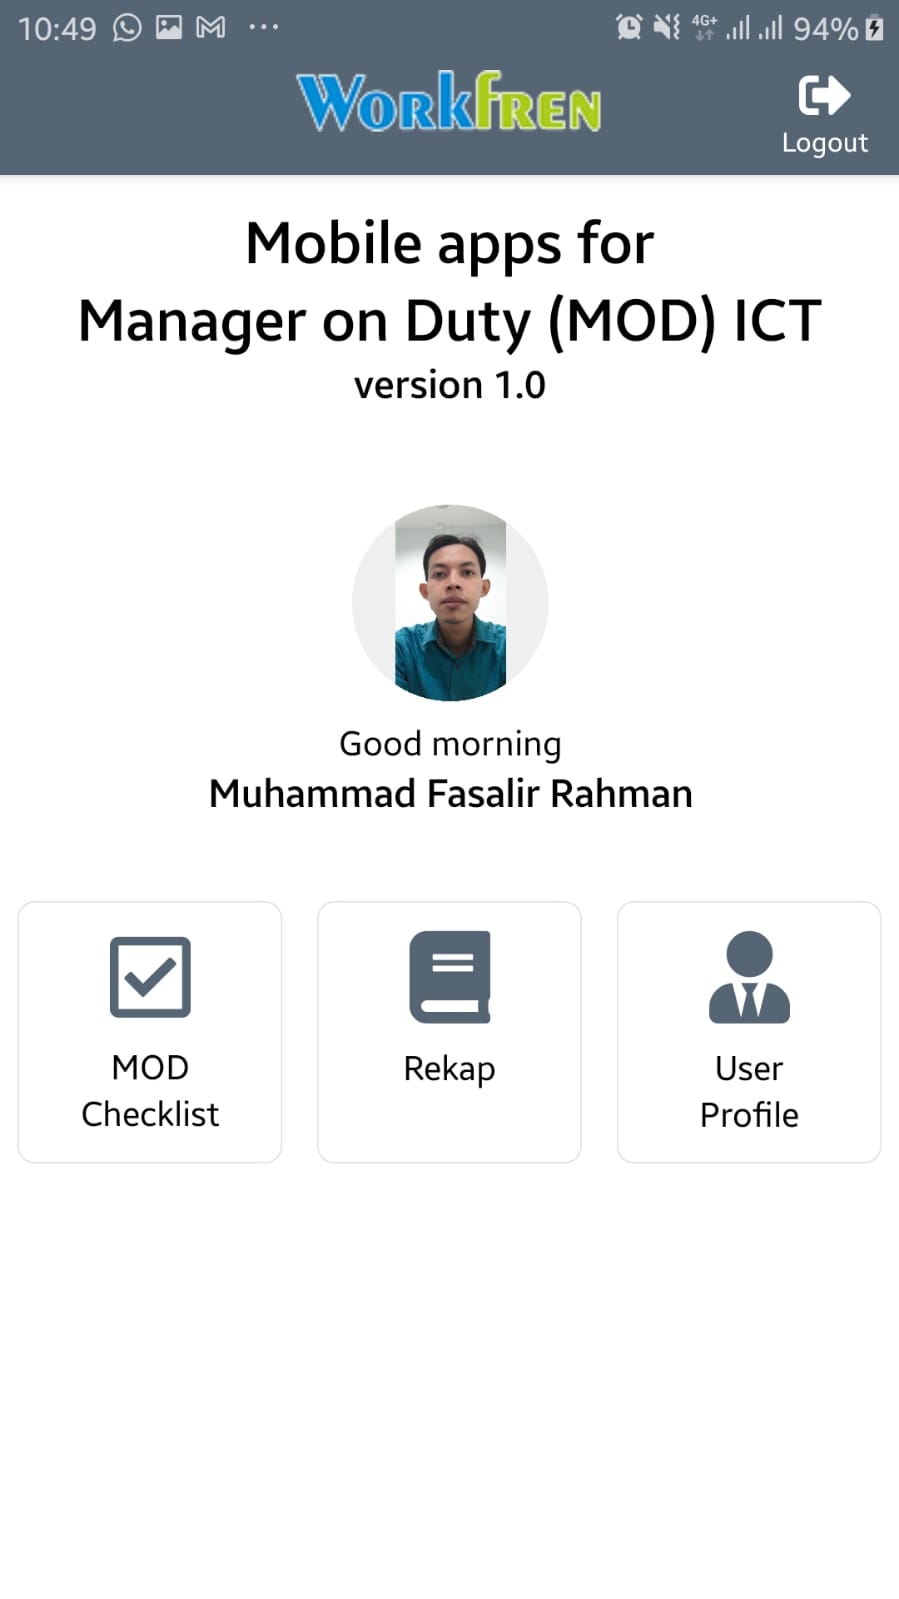 10:49 4G+ 94%
WorkfREN
Logout
Mobile apps for
Manager on Duty (MOD) ICT
version 1.0
Good morning
Muhammad Fasalir Rahman
MOD
Checklist
Rekap
User
Profile